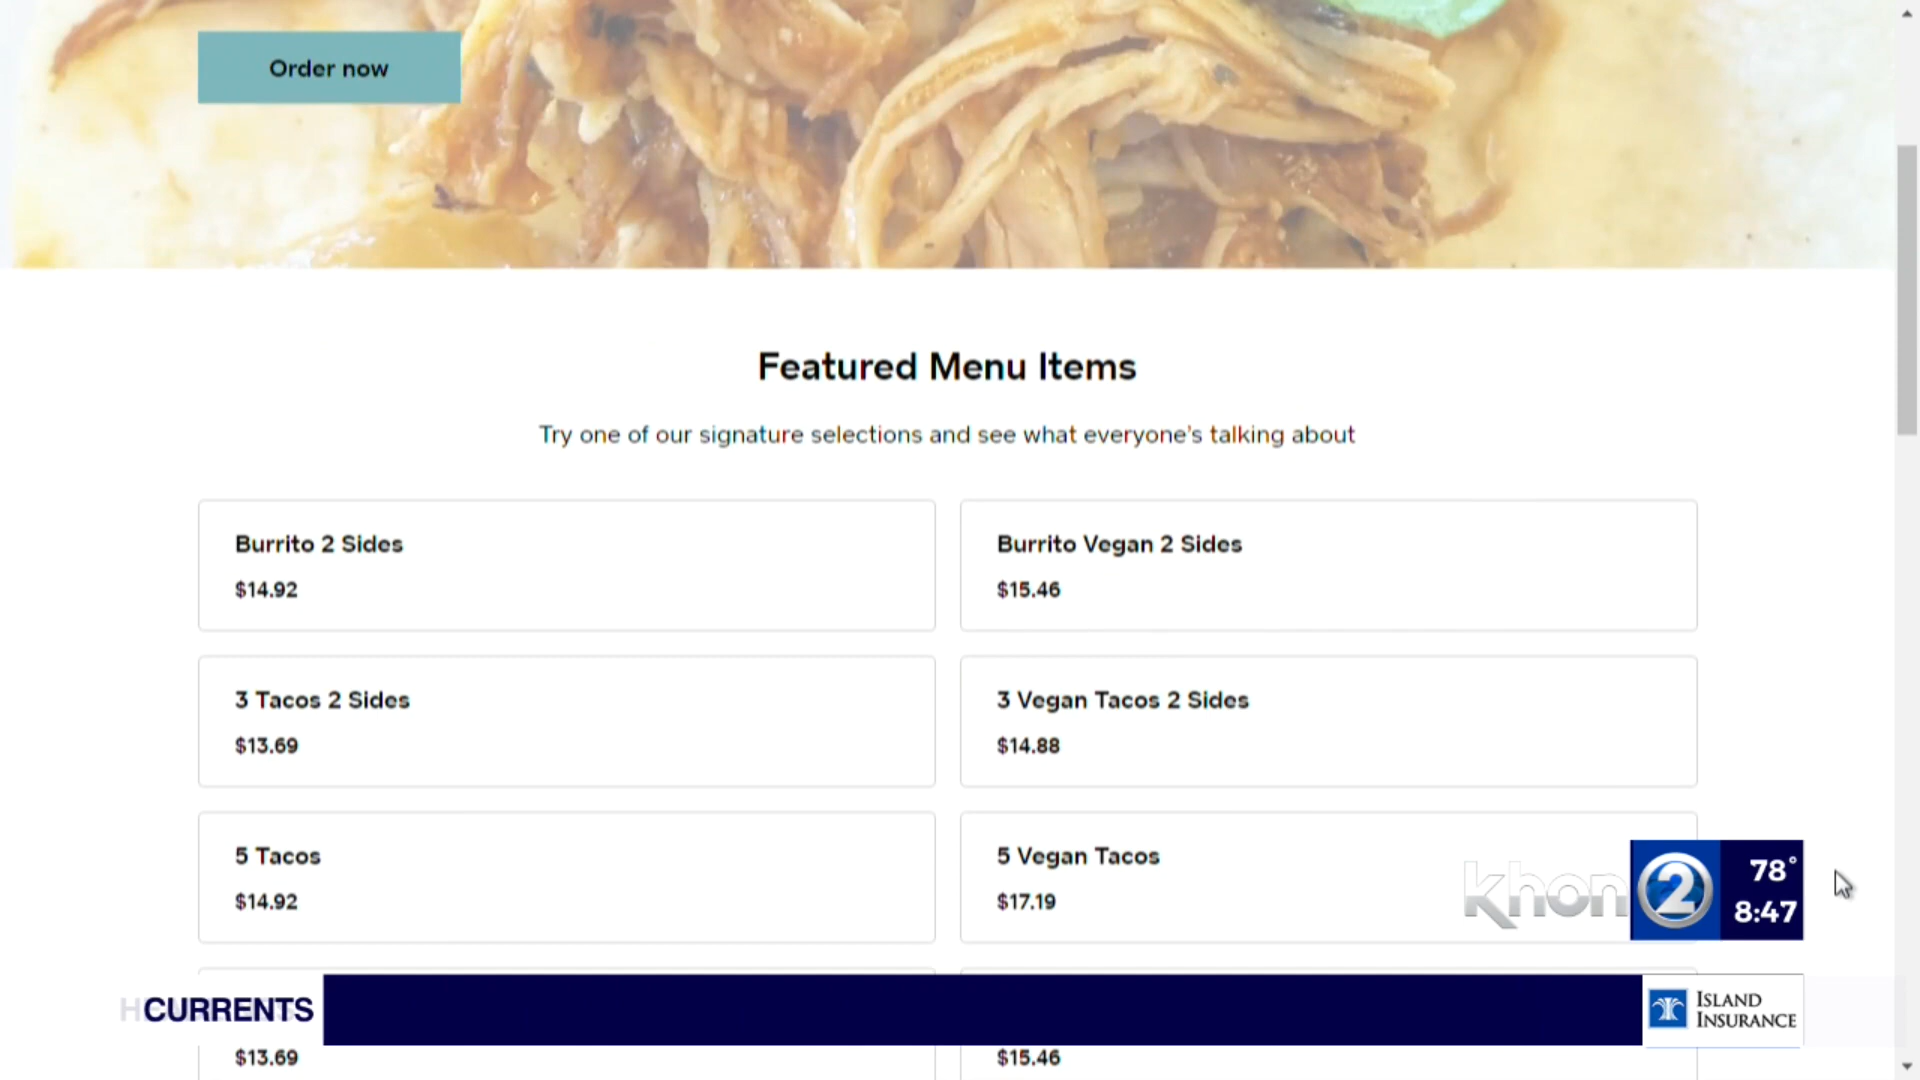 Order now
Featured Menu Items
Try one of our signature selections and see what everyone's talking about
Burrito 2 Sides
$14.92
Burrito Vegan 2 Sides
$15.46
3 Tacos 2 Sides
$13.69
3 Vegan Tacos 2 Sides
$14.88
5 Tacos
$14.92
5 Vegan Tacos
$17.19
khon
2
78°
8:47
HCURRENTS
ISLAND
INSURANCE
$13.69
$15.46